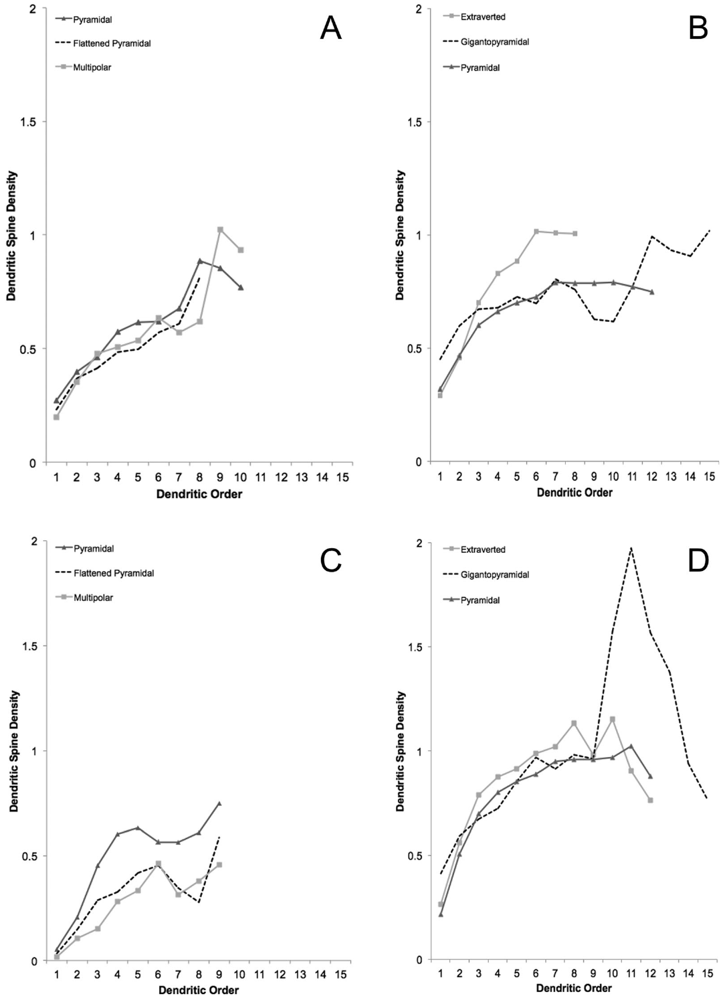 A
Pyramidal
Flattened Pyramidal
Multipolar
2
1.5
1
0.5
0
Dendritic Spine Density
1 2 3 4 5 6 7 8 9 10 11 12 13 14 15
Dendritic Order
B
Extraverted
Gigantopyramidal
Pyramidal
2
1.5
1
0.5
0
Dendritic Spine Density
1 2 3 4 5 6 7 8 9 10 11 12 13 14 15
Dendritic Order
C
Pyramidal
Flattened Pyramidal
Multipolar
2
1.5
1
0.5
0
Dendritic Spine Density
1 2 3 4 5 6 7 8 9 10 11 12 13 14 15
Dendritic Order
D
Extraverted
Gigantopyramidal
Pyramidal
2
1.5
1
0.5
0
Dendritic Spine Density
1 2 3 4 5 6 7 8 9 10 11 12 13 14 15
Dendritic Order